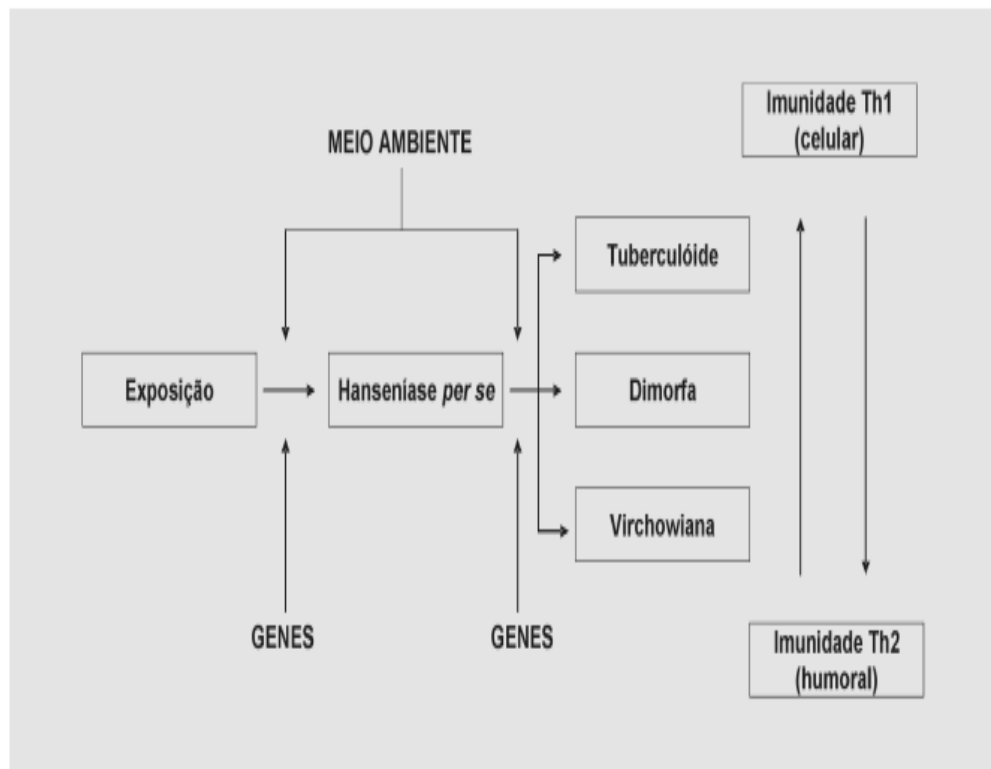 Imunidade Th1
(celular)
MEIO AMBIENTE
Tuberculóide
Exposição
Hanseníase per se
Dimorfa
Virchowiana
GENES
GENES
Imunidade Th2
(humoral)